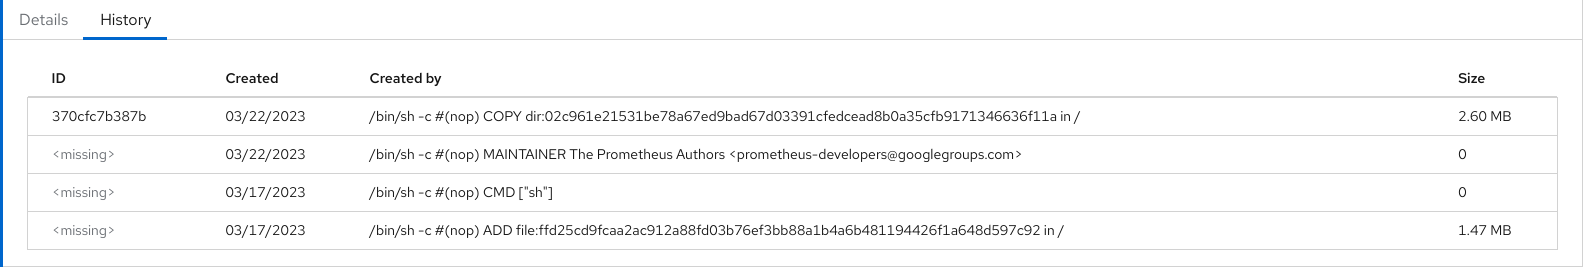 Details History
ID Created Created by Size
370cfc7b387b 03/22/2023 /bin/sh -c #(nop) COPY dir:02c961e21531be78a67ed9bad67d03391cfedcead8b0a35cfb9171346636f11a in / 2.60 MB
<missing> 03/22/2023 /bin/sh -c #(nop) MAINTAINER The Prometheus Authors <prometheus-developers@googlegroups.com> 0
<missing> 03/17/2023 /bin/sh -c #(nop) CMD ["sh"] 0
<missing> 03/17/2023 /bin/sh -c #(nop) ADD file:ffd25cd9fcaa2ac912a88fd03b76ef3bb88a1b4a6b481194426f1a648d597c92 in / 1.47 MB